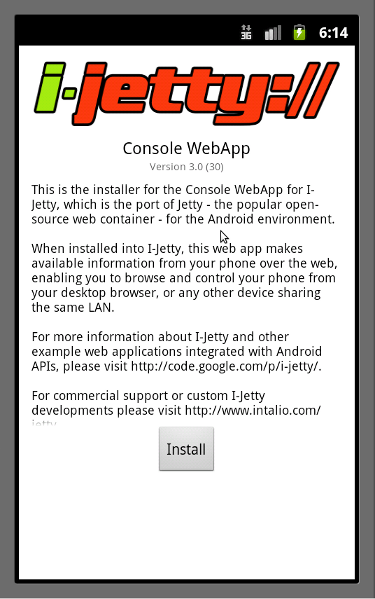 3G
6:14
i-jetty://
Console WebApp
Version 3.0 (30)
This is the installer for the Console WebApp for I-
Jetty, which is the port of Jetty - the popular open-
source web container - for the Android environment.
When installed into I-Jetty, this web app makes
available information from your phone over the web,
enabling you to browse and control your phone from
your desktop browser, or any other device sharing
the same LAN.
For more information about I-Jetty and other
example web applications integrated with Android
APIs, please visit http://code.google.com/p/i-jetty/.
For commercial support or custom I-Jetty
developments please visit http://www.intalio.com/
jetty
Install